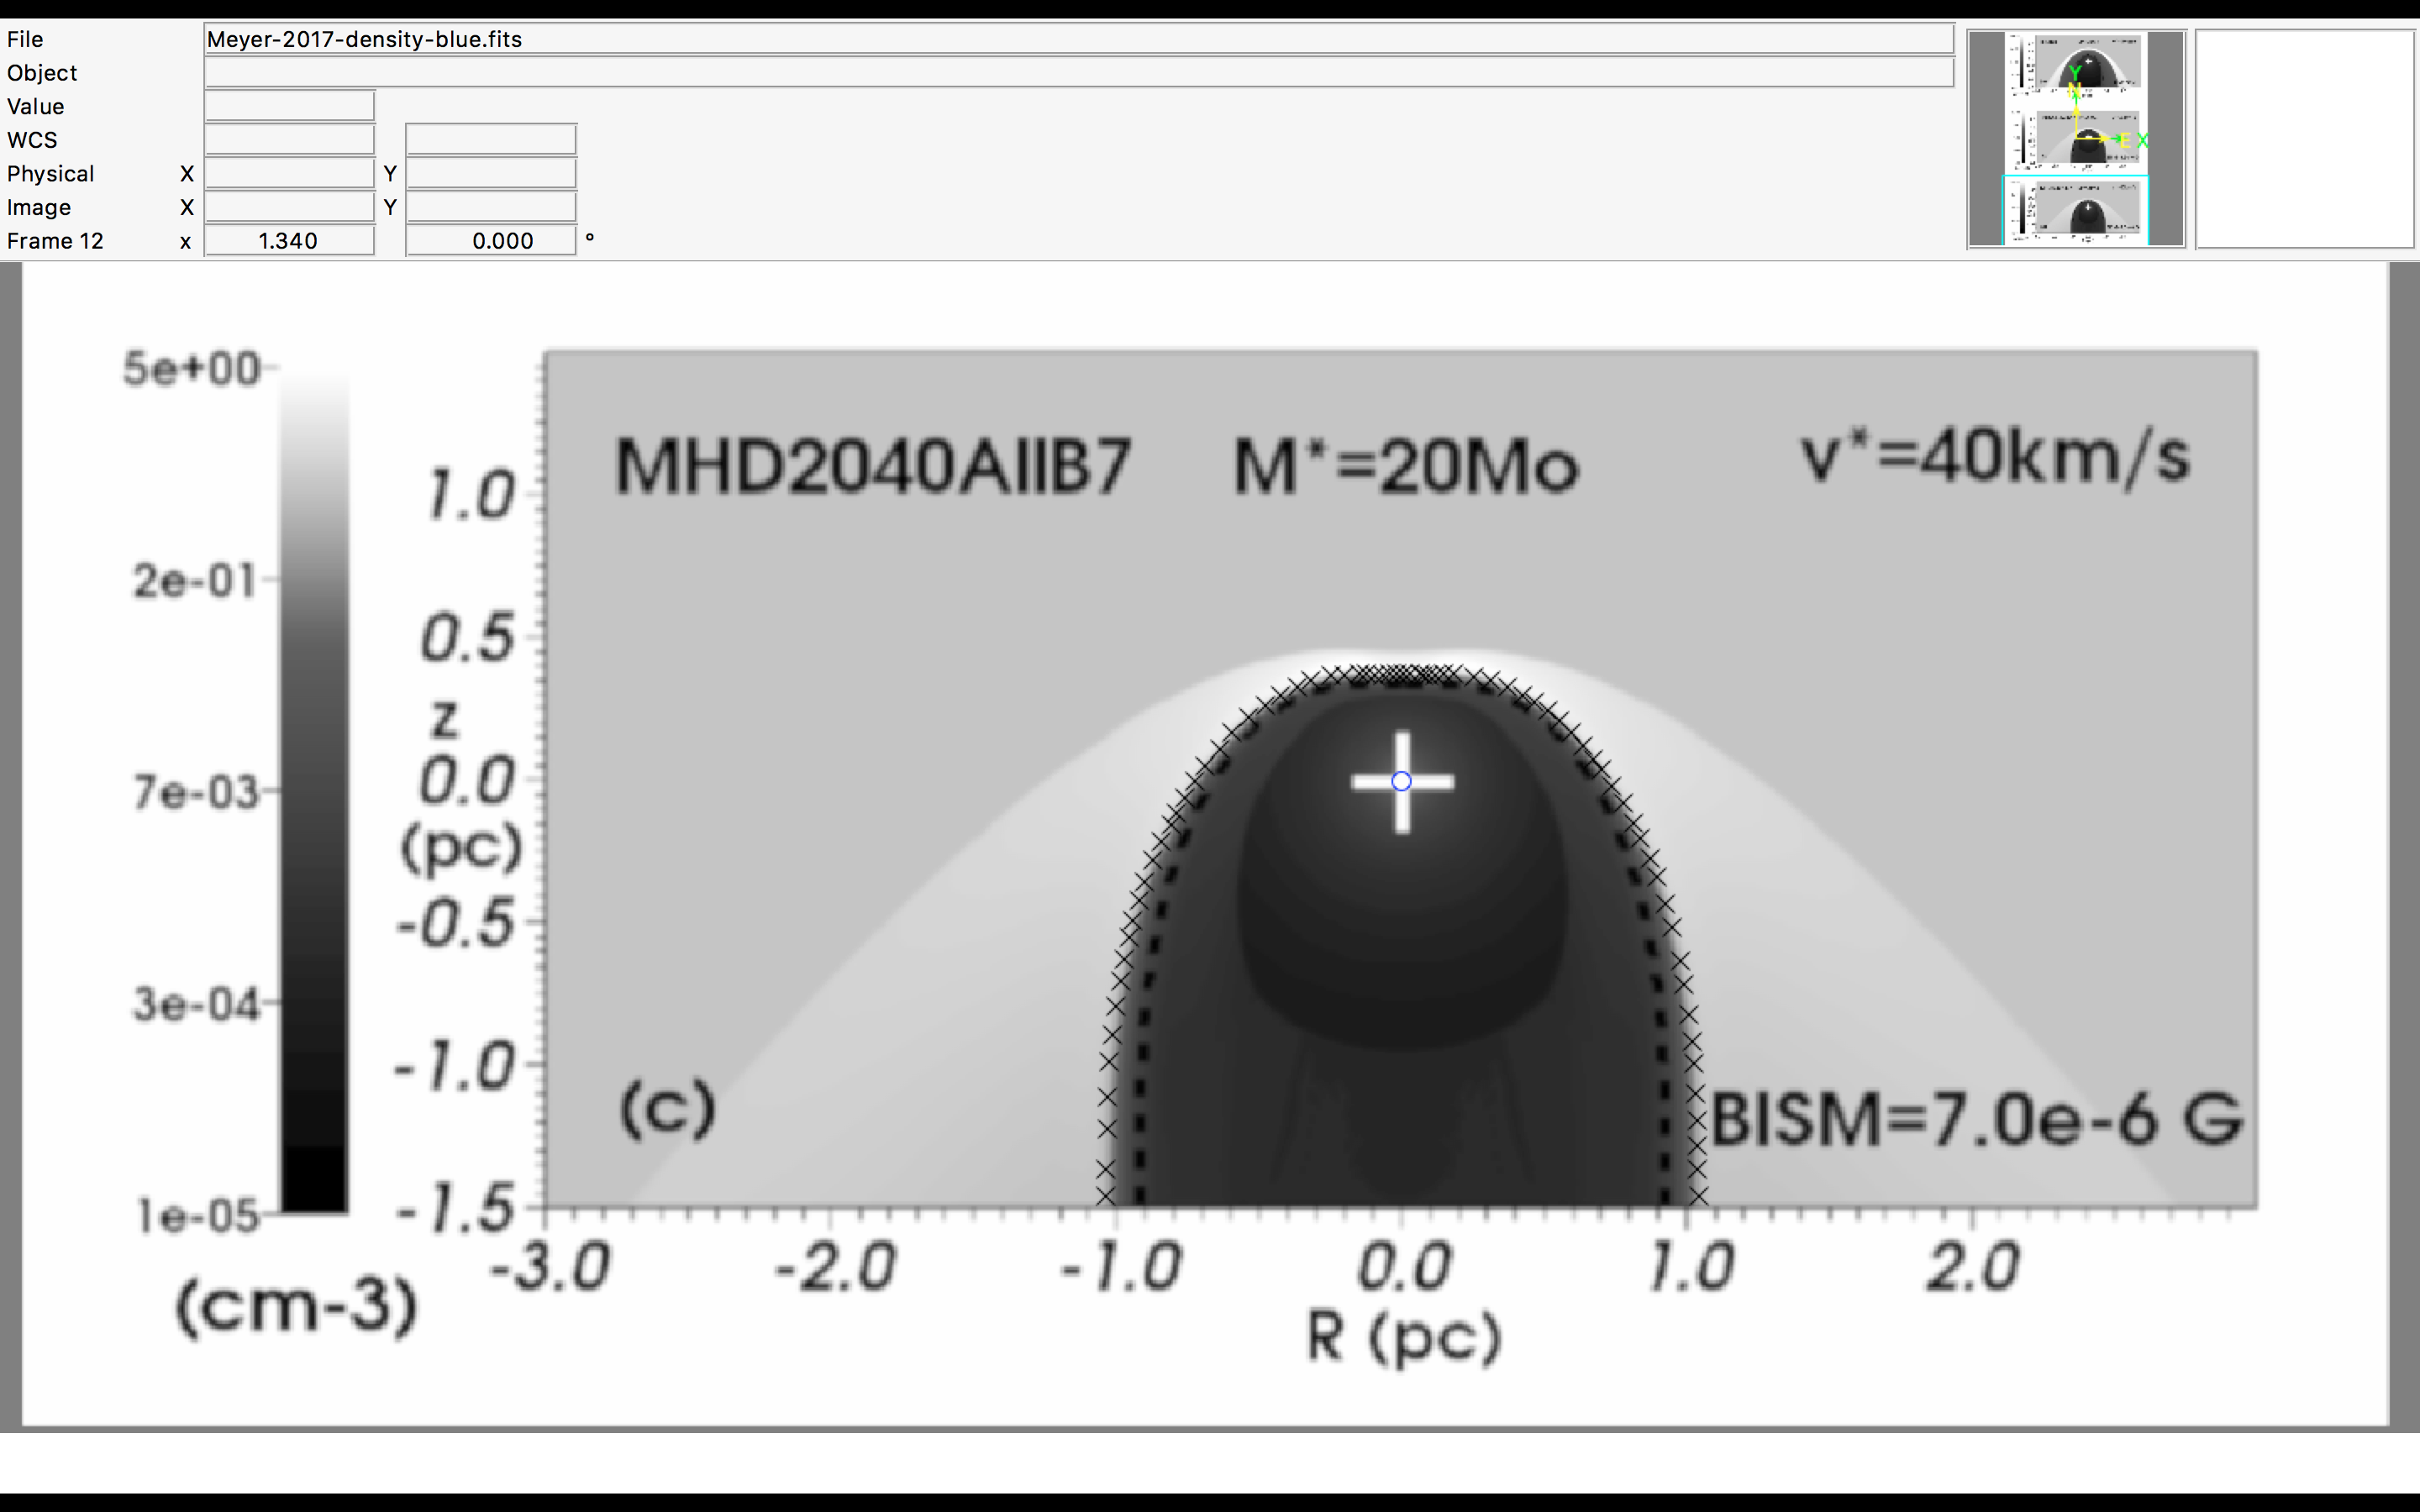 File Meyer-2017-density-blue.fits
Object
Value
WCS
Physical X Y
Image X Y
Frame 12 x 1.340 0.000 °
Y
N
E X
5e+00
2e-01
7e-03
3e-04
1e-05
(cm-3)
1.0
0.5
z
0.0
(pc)
-0.5
-1.0
-1.5
MHD2040AllB7 M*=20Mo v*=40km/s
(c)
BISM=7.0e-6 G
-3.0 -2.0 -1.0 0.0 1.0 2.0
R (pc)